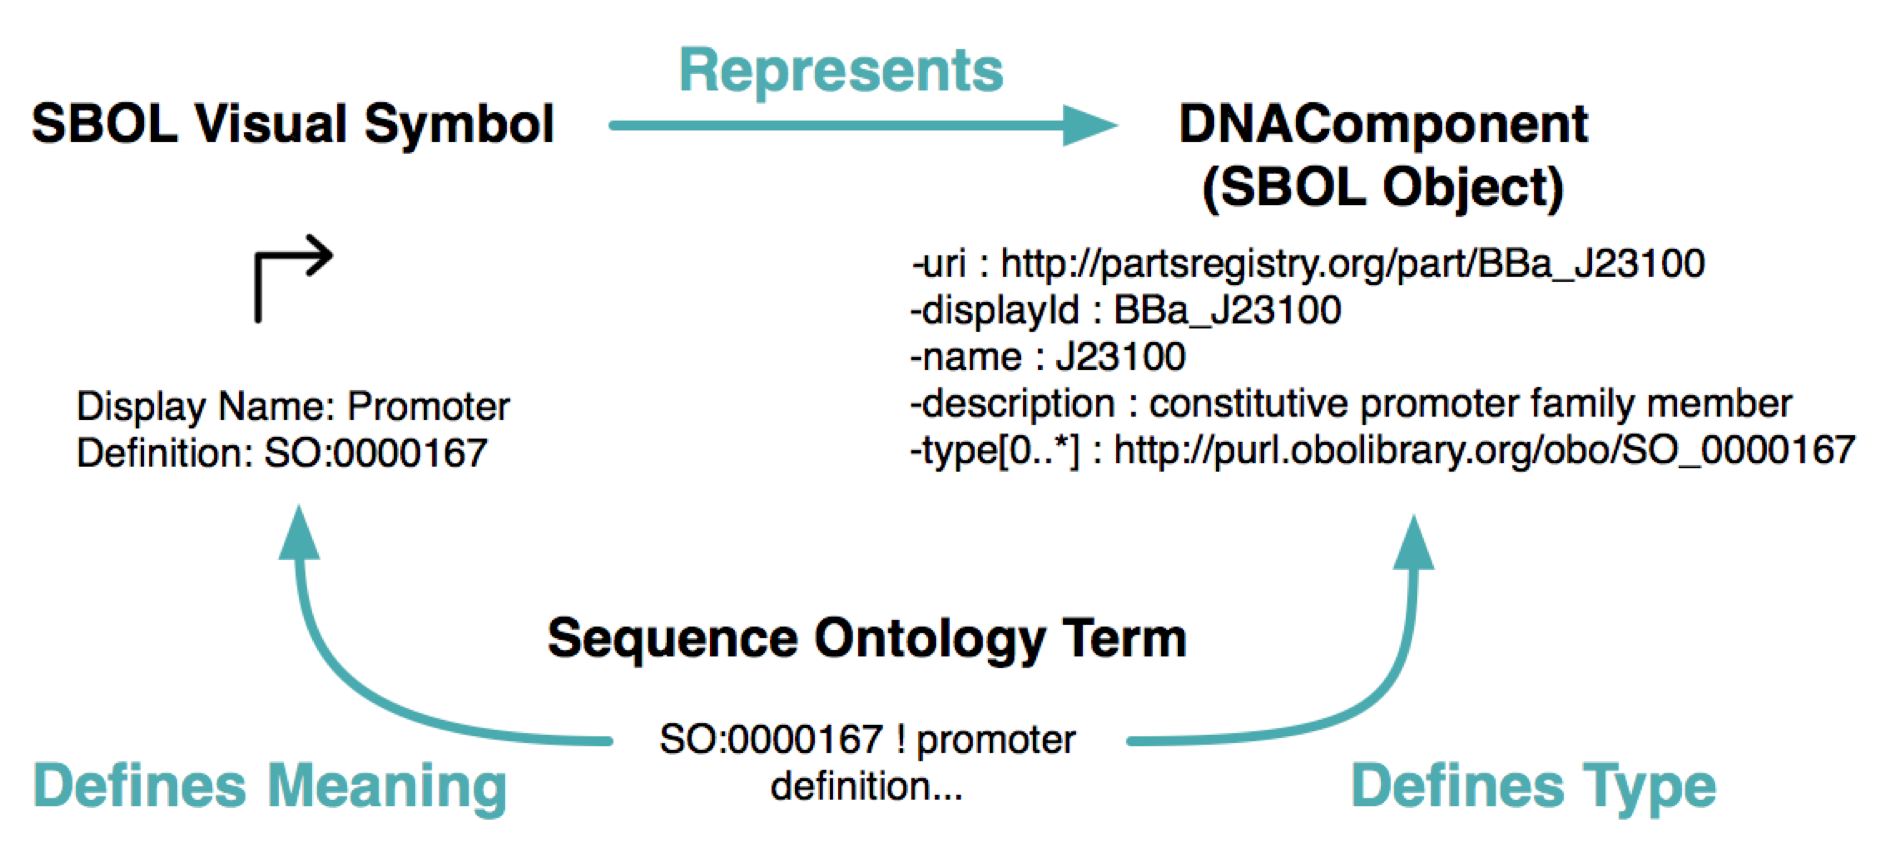 Represents
SBOL Visual Symbol
DNAComponent
(SBOL Object)
-uri : http://partsregistry.org/part/BBa_J23100
-displayId : BBa_J23100
-name : J23100
-description : constitutive promoter family member
-type[0..*] : http://purl.obolibrary.org/obo/SO_0000167
Display Name: Promoter
Definition: SO:0000167
Sequence Ontology Term
SO:0000167 ! promoter
definition...
Defines Meaning
Defines Type